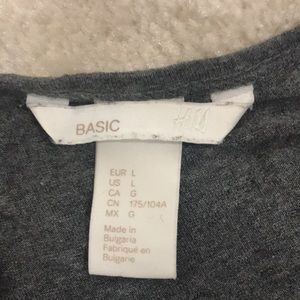 BASIC
EUR L
US L
CA G
CN 175/104A
MX G
Made in
Bulgaria
Fabriqué en
Bulgarie